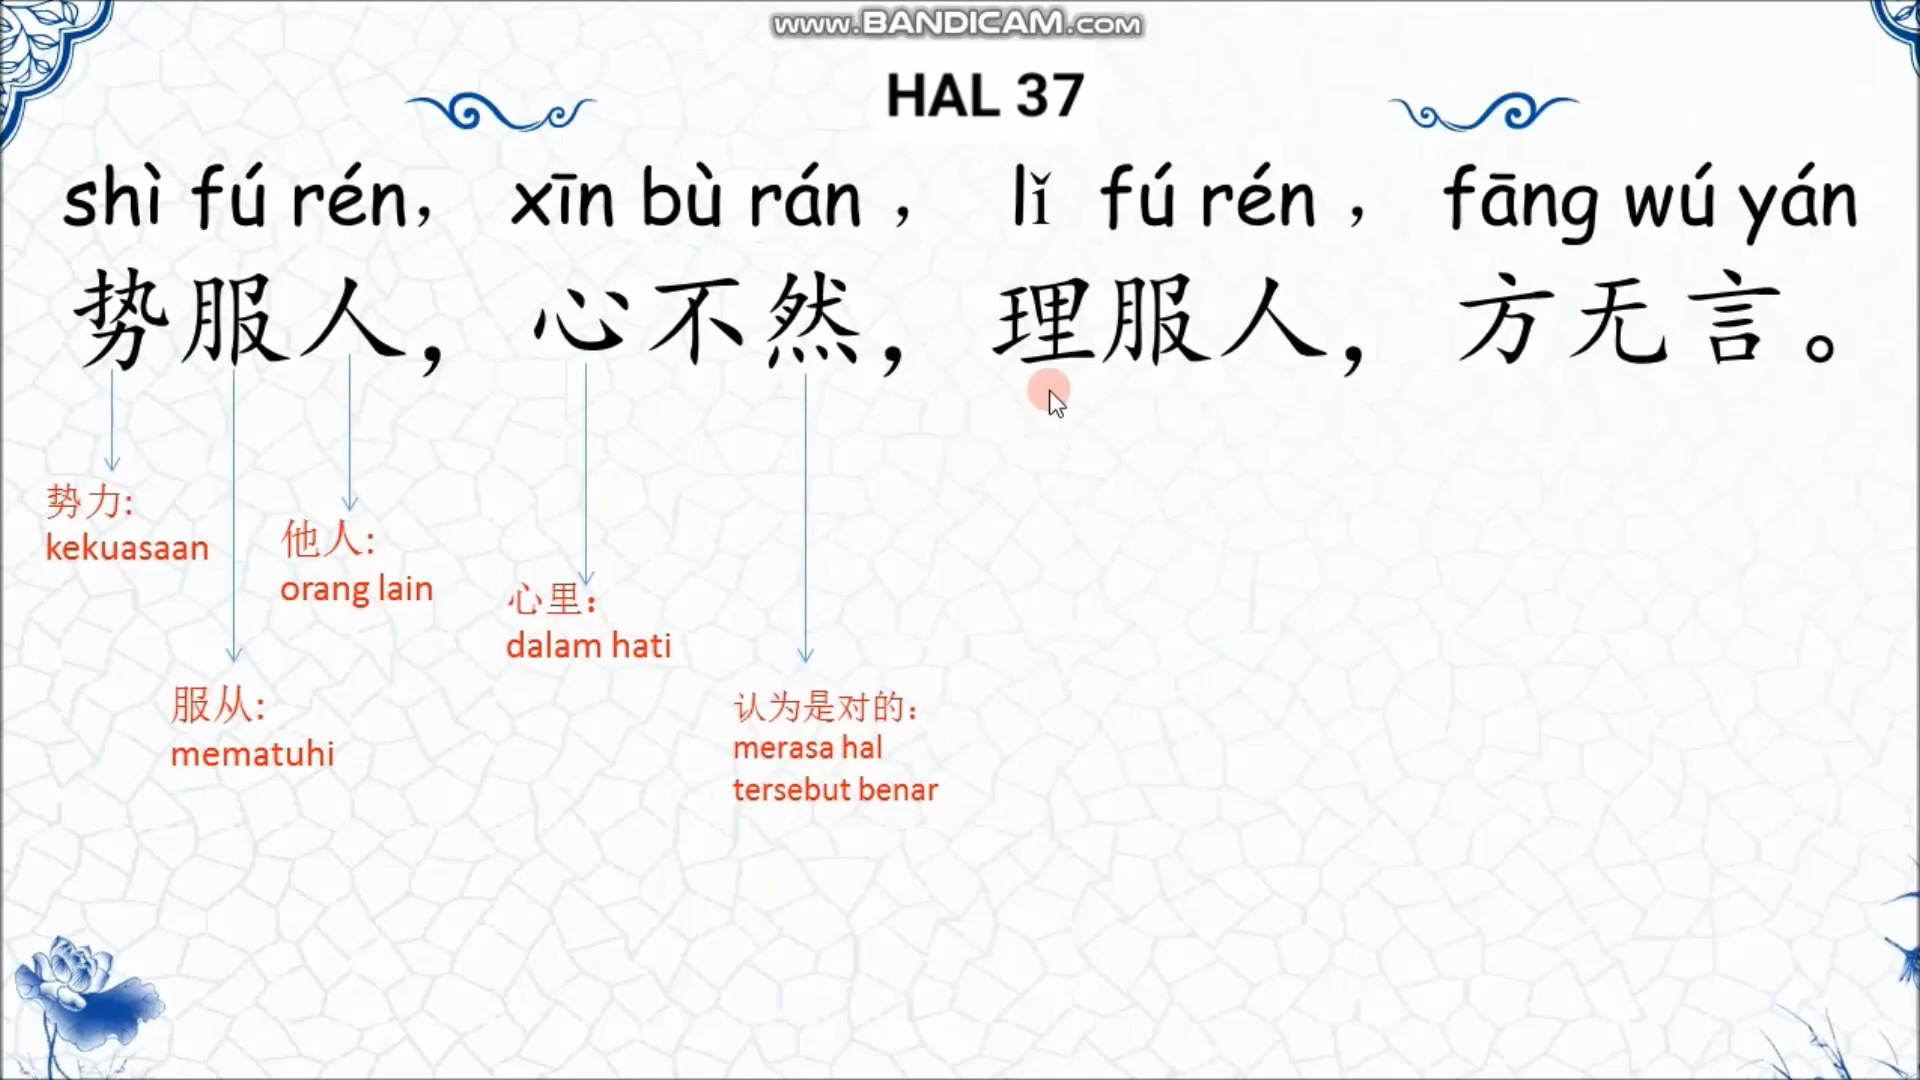 www.BANDICAM.com
HAL 37
shì fú rén， xīn bù rán ， lǐ fú rén ， fāng wú yán
势服人，心不然，理服人，方无言。
势力:
kekuasaan
他人:
orang lain
心里：
dalam hati
服从:
mematuhi
认为是对的：
merasa hal
tersebut benar